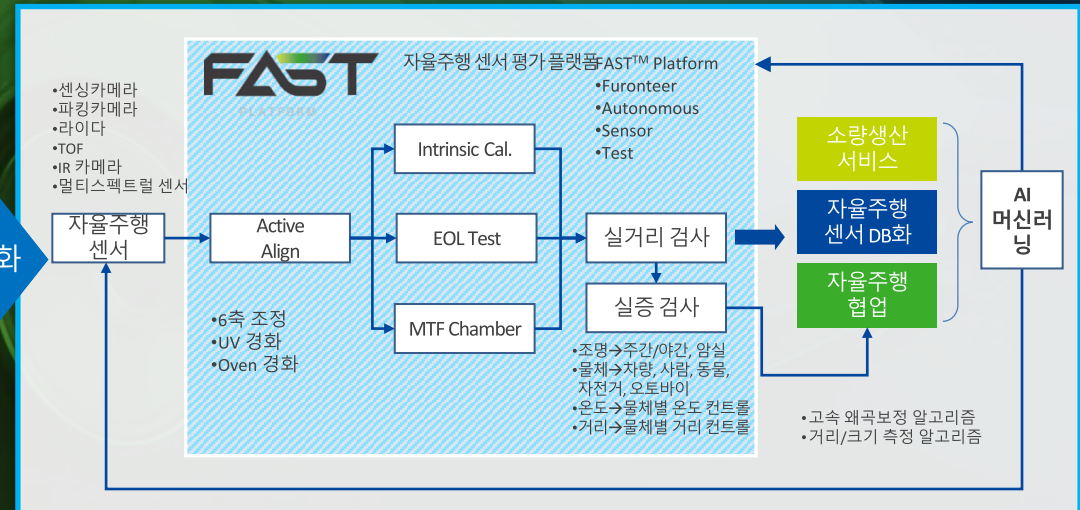 FAST
PLATFORM
자율주행 센서 평가 플랫폼
FAST™ Platform
•Furonteer
•Autonomous
•Sensor
•Test
•센싱카메라
•파킹카메라
•라이다
•TOF
•IR 카메라
•멀티스펙트럴 센서
화
자율주행
센서
Active
Align
•6축 조정
•UV 경화
•Oven 경화
Intrinsic Cal.
EOL Test
MTF Chamber
실거리 검사
실증 검사
•조명→주간/야간, 암실
•물체→차량, 사람, 동물,
자전거, 오토바이
•온도→물체별 온도 컨트롤
•거리→물체별 거리 컨트롤
소량생산
서비스
자율주행
센서 DB화
자율주행
협업
AI
머신러
닝
•고속 왜곡보정 알고리즘
•거리/크기 측정 알고리즘